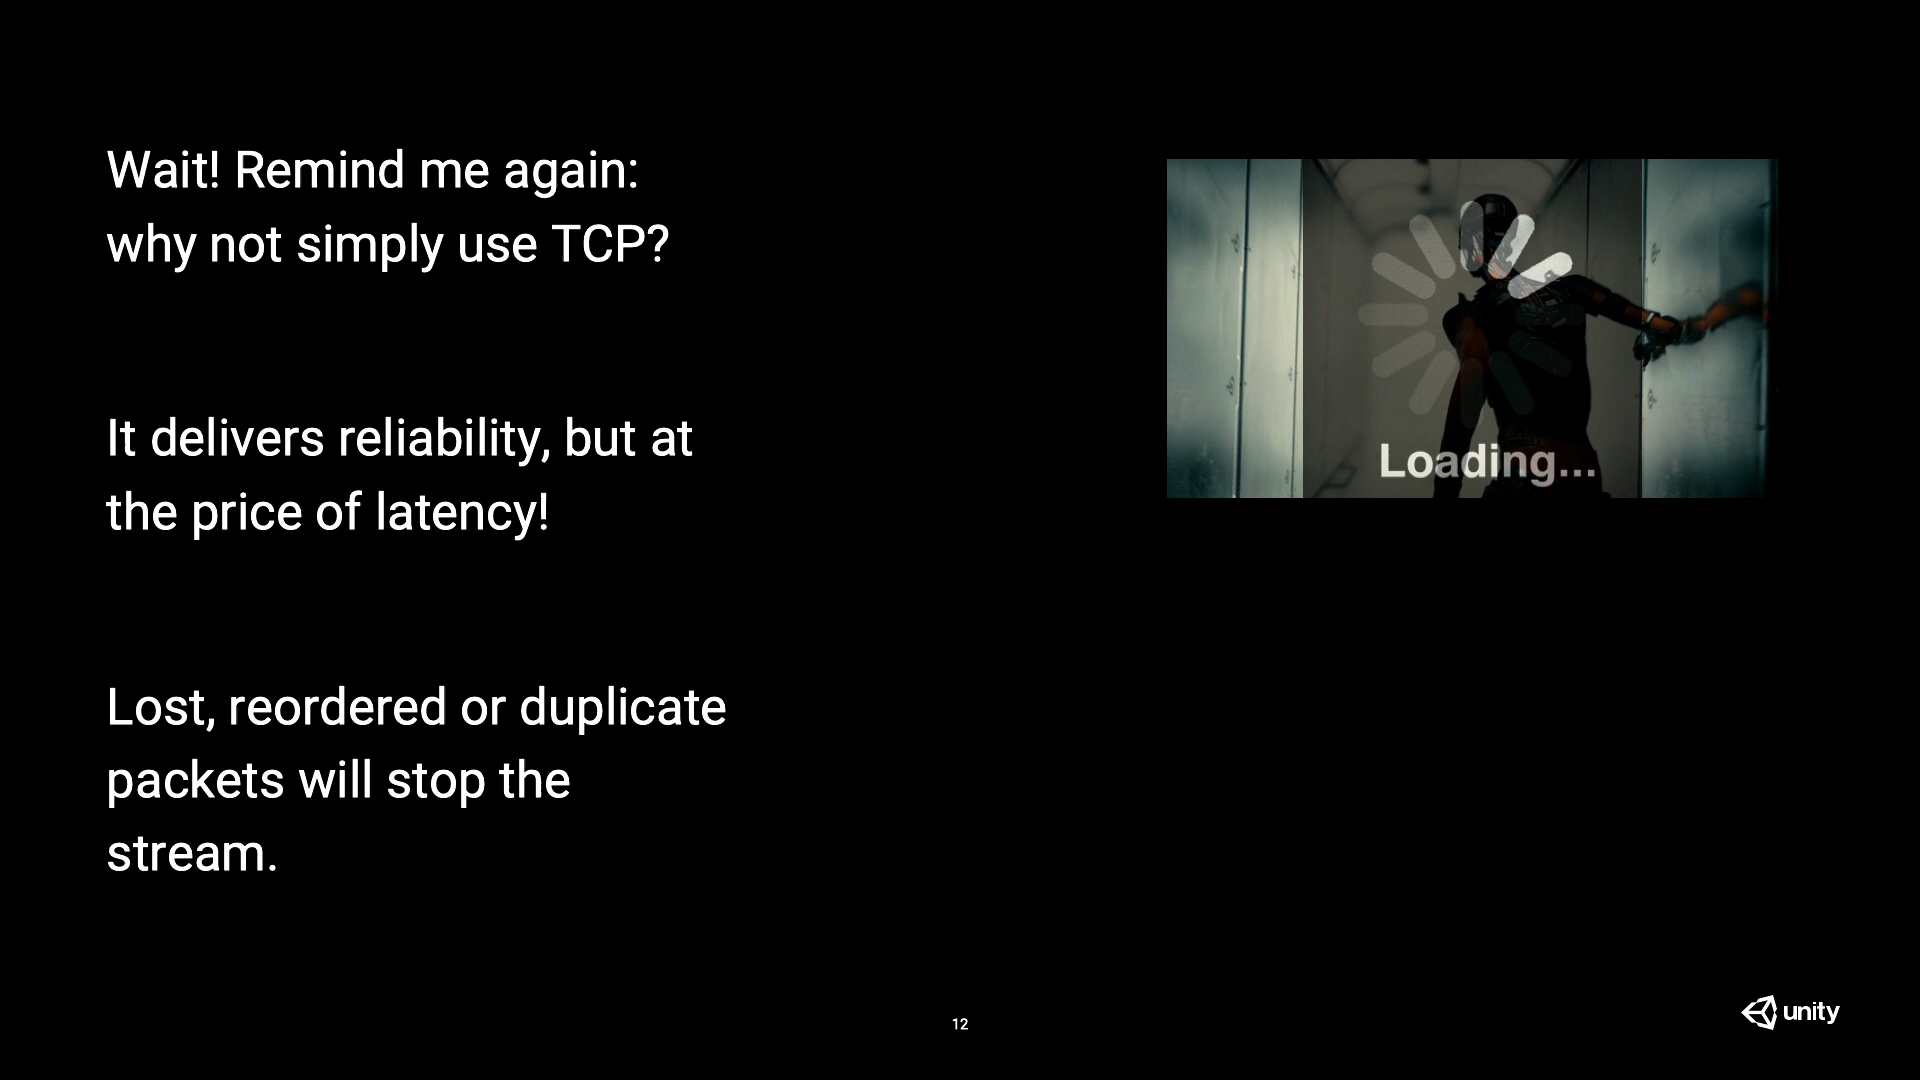 Wait! Remind me again:
why not simply use TCP?
It delivers reliability, but at
the price of latency!
Lost, reordered or duplicate
packets will stop the
stream.
Loading...
12
unity